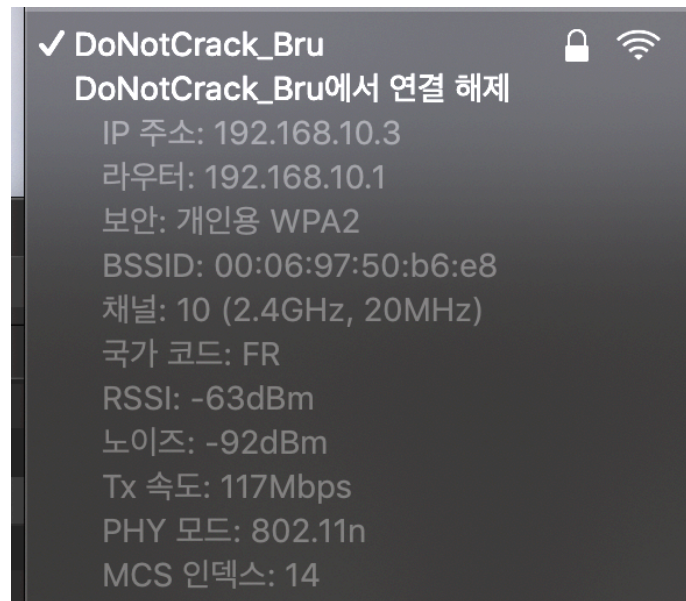 ✓ DoNotCrack_Bru
DoNotCrack_Bru에서 연결 해제
IP 주소: 192.168.10.3
라우터: 192.168.10.1
보안: 개인용 WPA2
BSSID: 00:06:97:50:b6:e8
채널: 10 (2.4GHz, 20MHz)
국가 코드: FR
RSSI: -63dBm
노이즈: -92dBm
Tx 속도: 117Mbps
PHY 모드: 802.11n
MCS 인덱스: 14